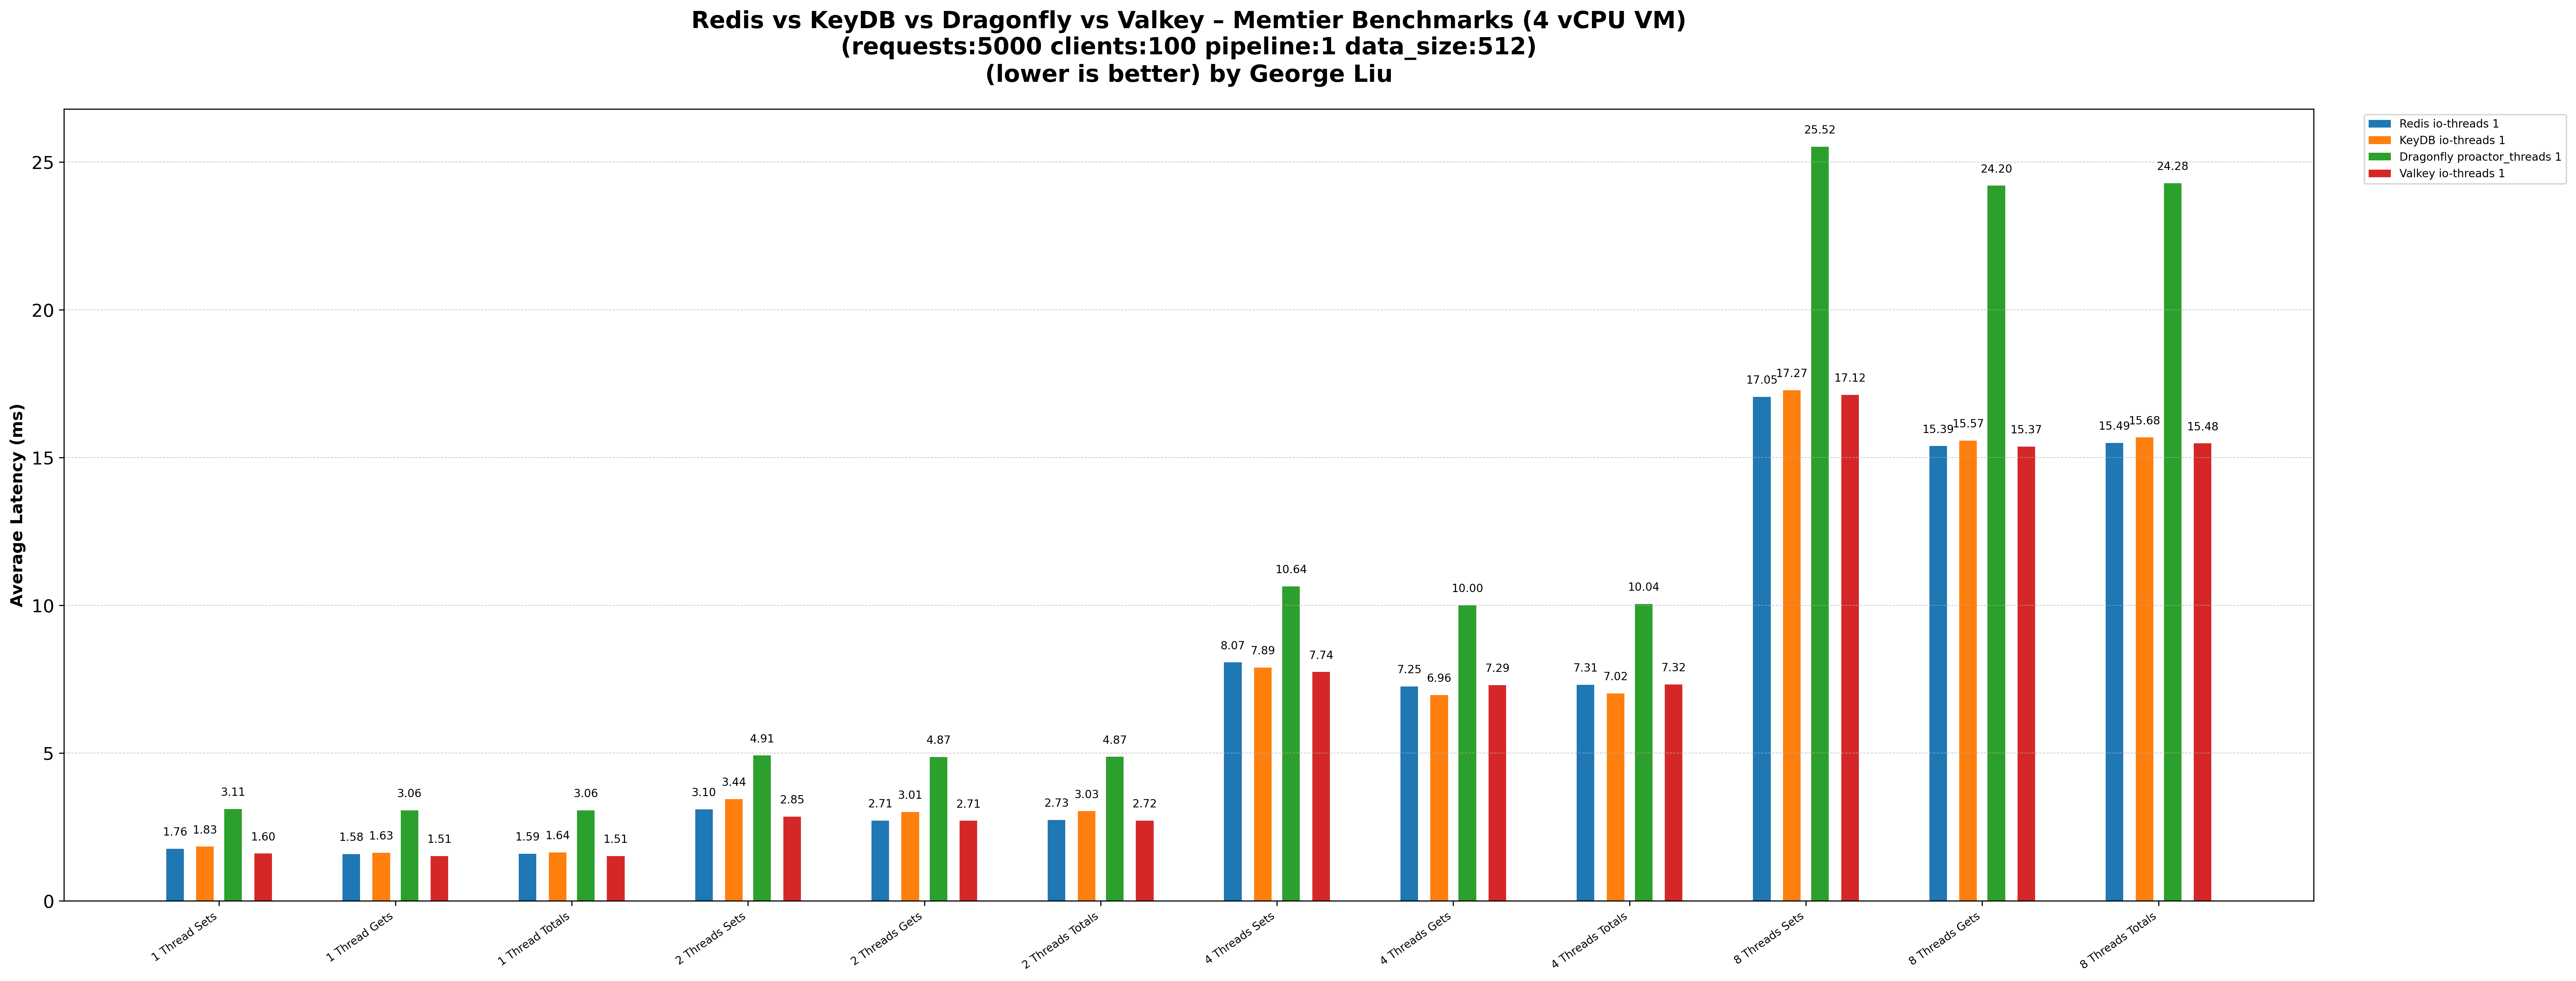 Redis vs KeyDB vs Dragonfly vs Valkey – Memtier Benchmarks (4 vCPU VM)
(requests:5000 clients:100 pipeline:1 data_size:512)
(lower is better) by George Liu
Redis io-threads 1
KeyDB io-threads 1
Dragonfly proactor_threads 1
Valkey io-threads 1
Average Latency (ms)
25
20
15
10
5
0
1.76 1.83 3.11 1.60
1.58 1.63 3.06 1.51
1.59 1.64 3.06 1.51
3.10 3.44 4.91 2.85
2.71 3.01 4.87 2.71
2.73 3.03 4.87 2.72
8.07 7.89 10.64 7.74
7.25 6.96 10.00 7.29
7.31 7.02 10.04 7.32
17.05 17.27 25.52 17.12
15.39 15.57 24.20 15.37
15.49 15.68 24.28 15.48
1 Thread Sets
1 Thread Gets
1 Thread Totals
2 Threads Sets
2 Threads Gets
2 Threads Totals
4 Threads Sets
4 Threads Gets
4 Threads Totals
8 Threads Sets
8 Threads Gets
8 Threads Totals